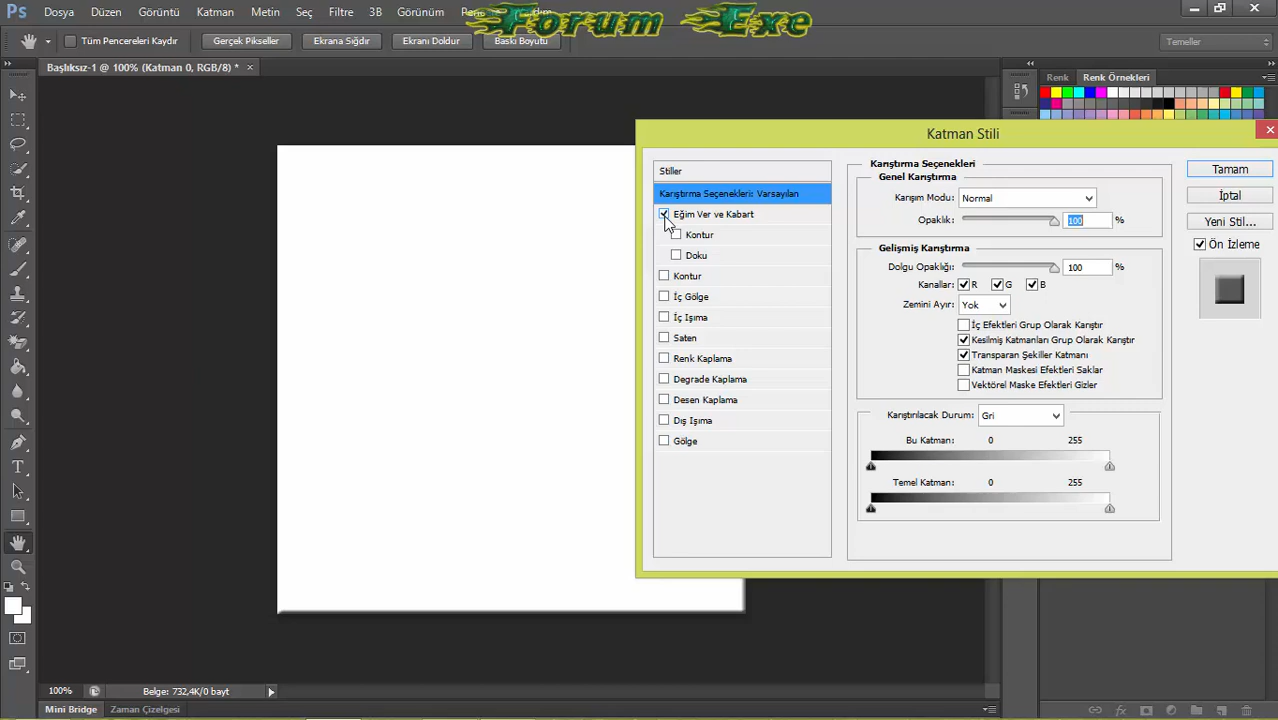 Ps Dosya Düzen Görüntü Katman Metin Seç Filtre 3B Görünüm
Forum Exe
Tüm Pencereleri Kaydır Gerçek Pikseller Ekrana Sığdır Ekranı Doldur Baskı Boyutu Temeller
Başlıksız-1 @ 100% (Katman 0, RGB/8) * ×
Renk Renk Örnekleri
Katman Stili
Stiller
Karıştırma Seçenekleri: Varsayılan
Eğim Ver ve Kabart
Kontur
Doku
Kontur
İç Gölge
İç Işıma
Saten
Renk Kaplama
Degrade Kaplama
Desen Kaplama
Dış Işıma
Gölge
Karıştırma Seçenekleri
Genel Karıştırma
Karışım Modu: Normal
Opaklık: 100 %
Gelişmiş Karıştırma
Dolgu Opaklığı: 100 %
Kanallar: R G B
Zemini Ayır: Yok
İç Efektleri Grup Olarak Karıştır
Kesilmiş Katmanları Grup Olarak Karıştır
Transparan Şekiller Katmanı
Katman Maskesi Efektleri Saklar
Vektörel Maske Efektleri Gizler
Karıştırılacak Durum: Gri
Bu Katman: 0 255
Temel Katman: 0 255
Tamam
İptal
Yeni Stil...
Ön İzleme
T
100% Belge: 732,4K/0 bayt
Mini Bridge Zaman Çizelgesi
fx